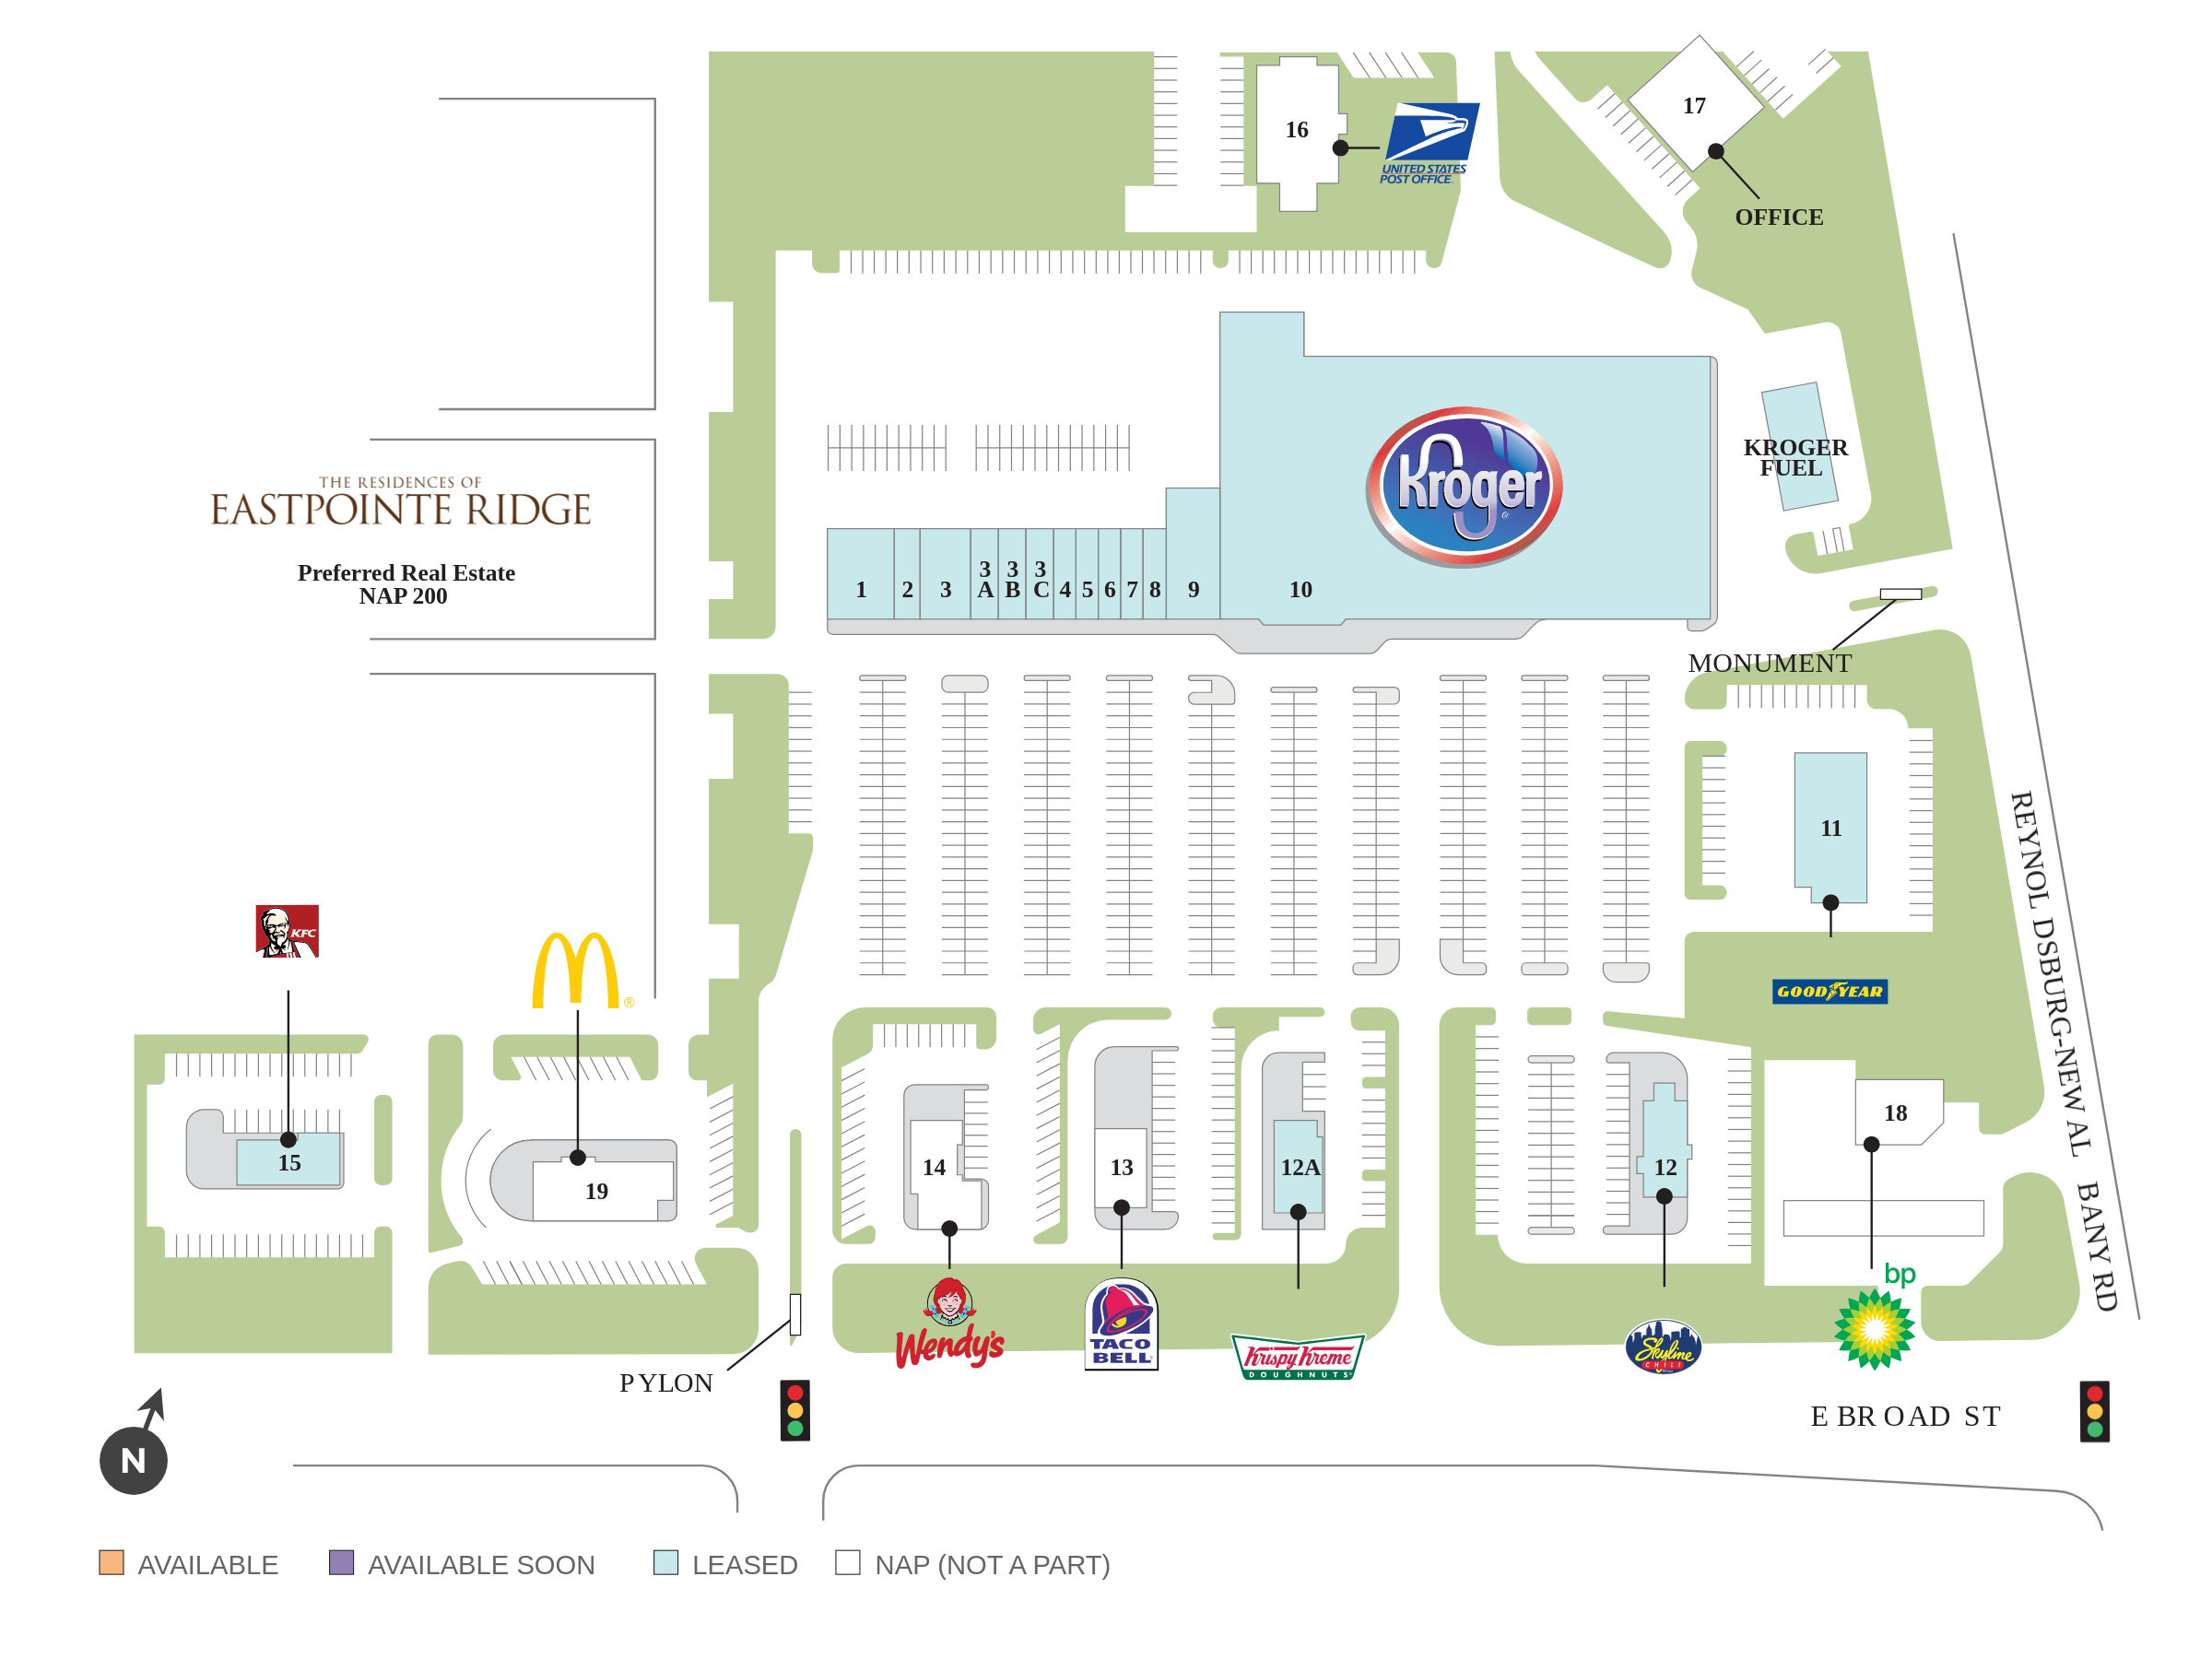 16
UNITED STATES
POST OFFICE
17
OFFICE
Kroger
KROGER
FUEL
THE RESIDENCES OF
EASTPOINTE RIDGE
Preferred Real Estate
NAP 200
1
2
3
3
A
3
B
3
C
4
5
6
7
8
9
10
MONUMENT
11
GOODYEAR
REYNOLDSBURG-NEW ALBANY RD
KFC
®
15
19
14
13
12A
12
18
bp
Wendy's
TACO
BELL
Krispy Kreme
DOUGHNUTS
Skyline
CHILI
PYLON
E BROAD ST
N
AVAILABLE
AVAILABLE SOON
LEASED
NAP (NOT A PART)